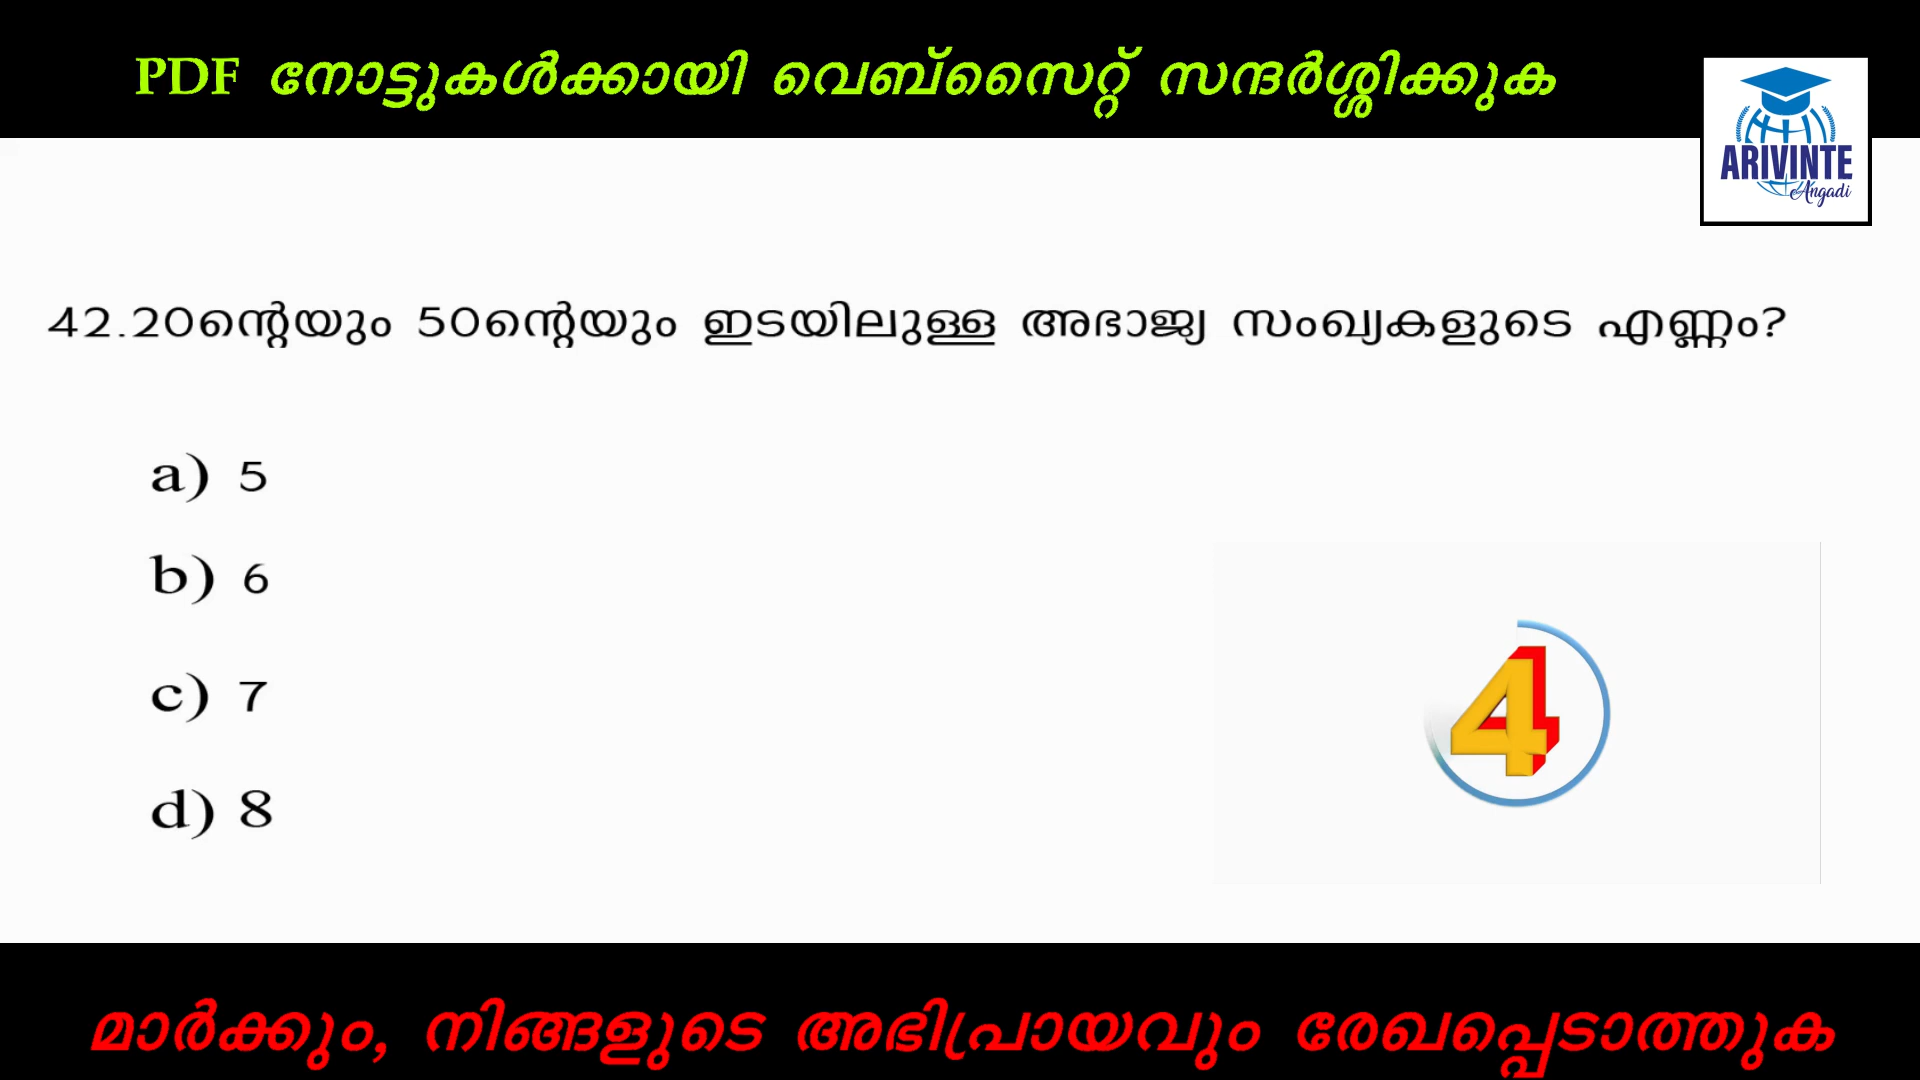 PDF നോട്ടുകൾക്കായി വെബ്സൈറ്റ് സന്ദർശ്ശിക്കുക
ARIVINTE
Angadi
42.20ന്റെയും 50ന്റെയും ഇടയിലുള്ള അഭാജ്യ സംഖ്യകളുടെ എണ്ണം?
a) 5
b) 6
c) 7
d) 8
4
മാർക്കും, നിങ്ങളുടെ അഭിപ്രായവും രേഖപ്പെടാത്തുക